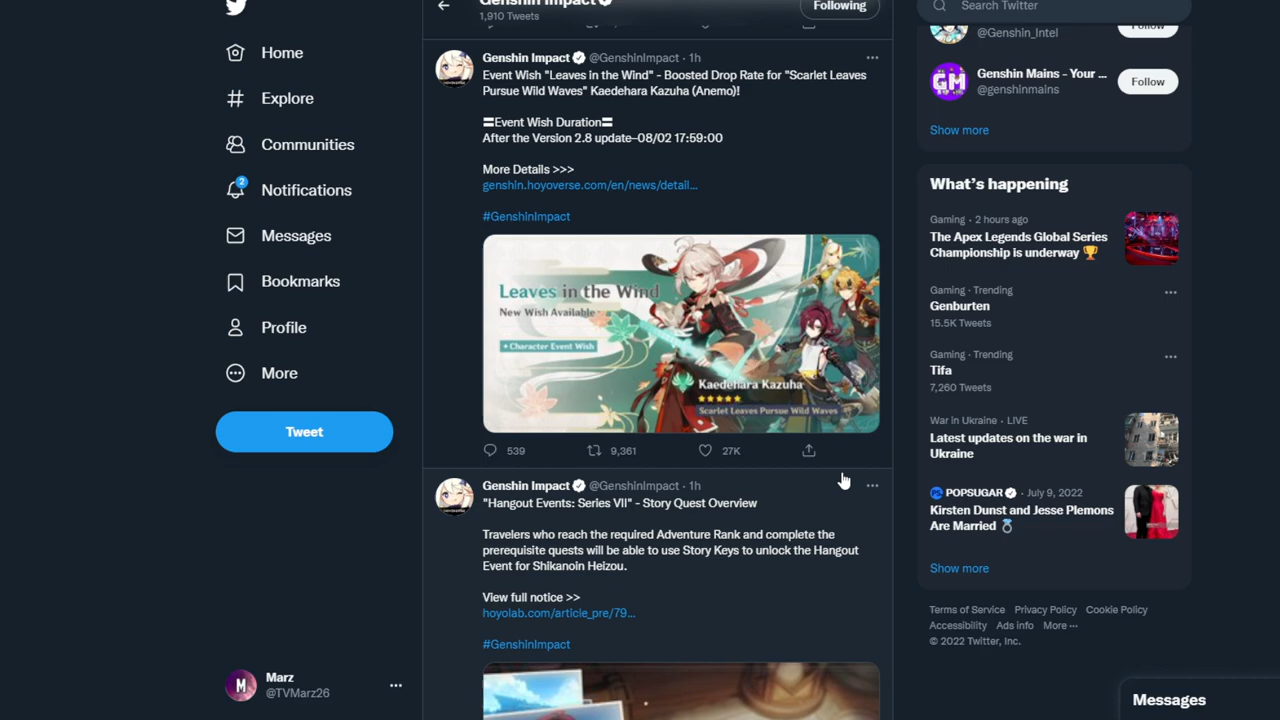 Home
Explore
Communities
2
Notifications
Messages
Bookmarks
Profile
More
Tweet
Marz
@TVMarz26
Genshin Impact
1,910 Tweets
Following
Genshin Impact @GenshinImpact · 1h
Event Wish "Leaves in the Wind" - Boosted Drop Rate for "Scarlet Leaves
Pursue Wild Waves" Kaedehara Kazuha (Anemo)!
〓Event Wish Duration〓
After the Version 2.8 update–08/02 17:59:00
More Details >>>
genshin.hoyoverse.com/en/news/detail…
#GenshinImpact
Leaves in the Wind
New Wish Available
+ Character Event Wish
Kaedehara Kazuha
Scarlet Leaves Pursue Wild Waves
539
9,361
27K
Genshin Impact @GenshinImpact · 1h
"Hangout Events: Series VII" - Story Quest Overview
Travelers who reach the required Adventure Rank and complete the
prerequisite quests will be able to use Story Keys to unlock the Hangout
Event for Shikanoin Heizou.
View full notice >>
hoyolab.com/article_pre/79…
#GenshinImpact
Search Twitter
@Genshin_Intel
Follow
GM
Genshin Mains - Your ...
@genshinmains
Follow
Show more
What's happening
Gaming · 2 hours ago
The Apex Legends Global Series
Championship is underway 🏆
Gaming · Trending
Genburten
15.5K Tweets
Gaming · Trending
Tifa
7,260 Tweets
War in Ukraine · LIVE
Latest updates on the war in
Ukraine
POPSUGAR · July 9, 2022
Kirsten Dunst and Jesse Plemons
Are Married 💍
Show more
Terms of Service Privacy Policy Cookie Policy
Accessibility Ads info More ···
© 2022 Twitter, Inc.
Messages